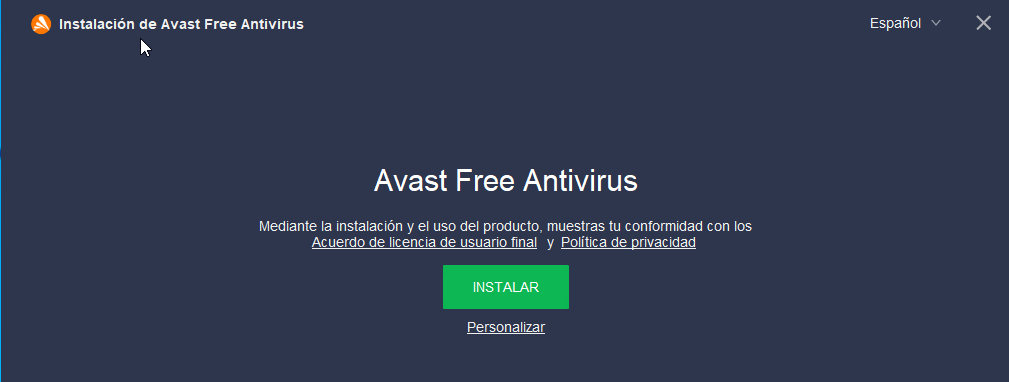 Instalación de Avast Free Antivirus
Español
Avast Free Antivirus
Mediante la instalación y el uso del producto, muestras tu conformidad con los
Acuerdo de licencia de usuario final y Política de privacidad
INSTALAR
Personalizar